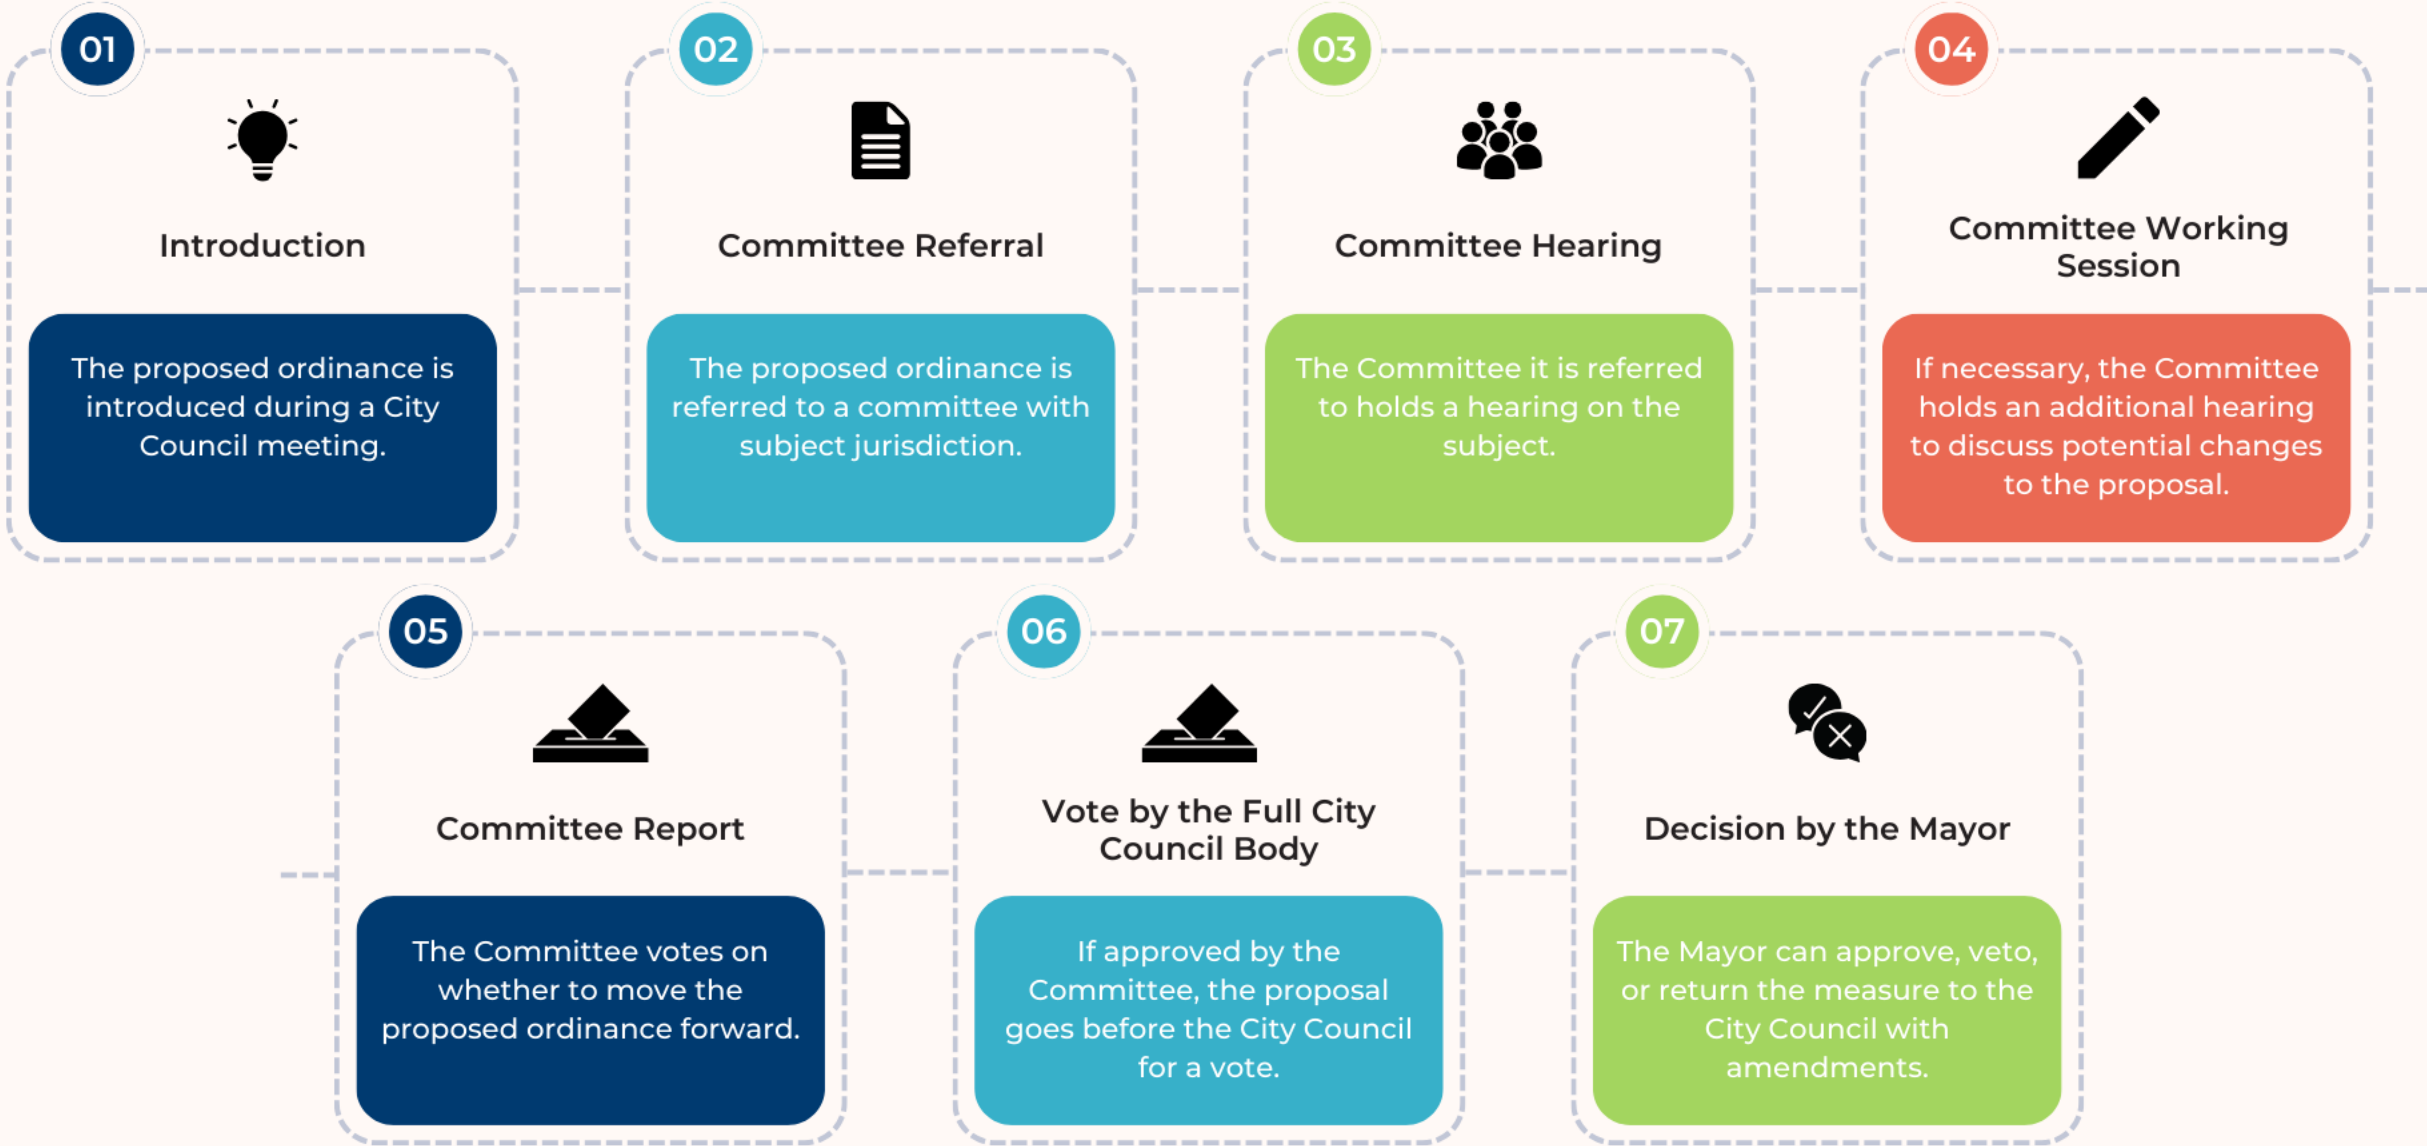 01
Introduction
The proposed ordinance is
introduced during a City
Council meeting.
02
Committee Referral
The proposed ordinance is
referred to a committee with
subject jurisdiction.
03
Committee Hearing
The Committee it is referred
to holds a hearing on the
subject.
04
Committee Working
Session
If necessary, the Committee
holds an additional hearing
to discuss potential changes
to the proposal.
05
Committee Report
The Committee votes on
whether to move the
proposed ordinance forward.
06
Vote by the Full City
Council Body
If approved by the
Committee, the proposal
goes before the City Council
for a vote.
07
Decision by the Mayor
The Mayor can approve, veto,
or return the measure to the
City Council with
amendments.